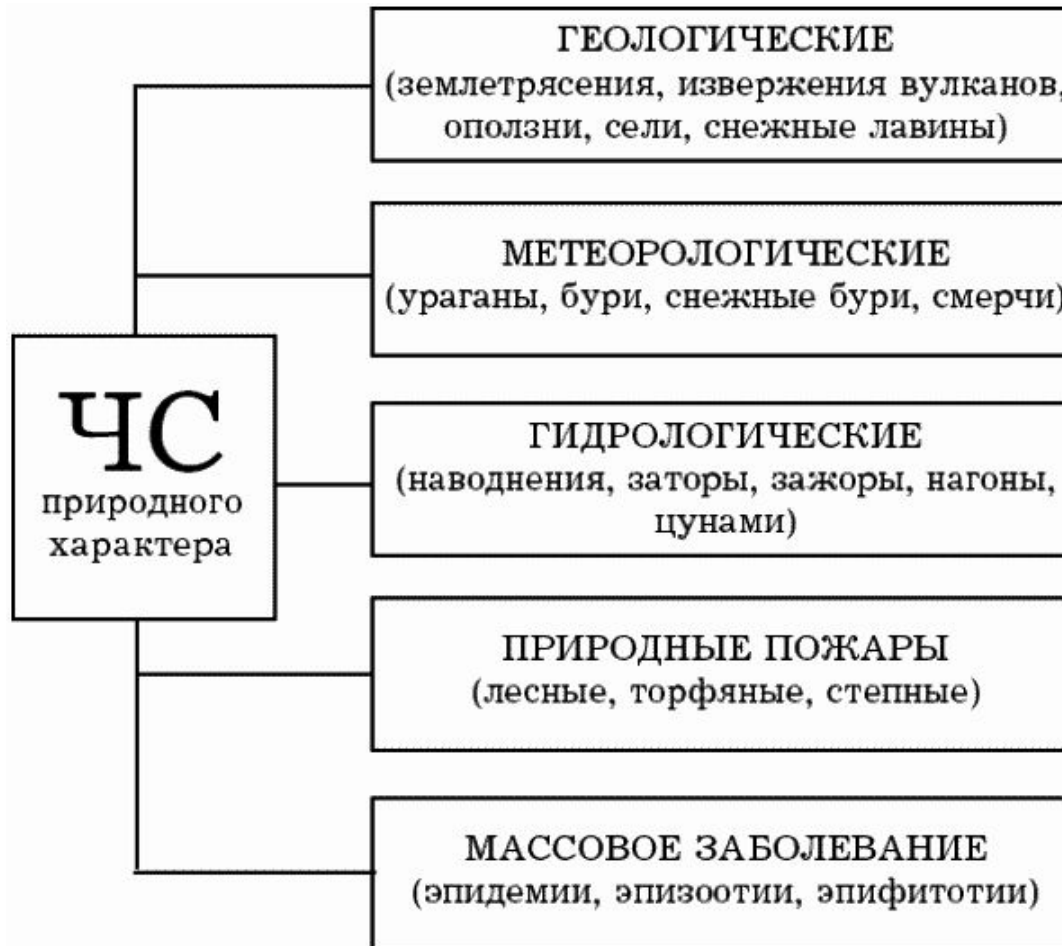 ГЕОЛОГИЧЕСКИЕ
(землетрясения, извержения вулканов,
оползни, сели, снежные лавины)
МЕТЕОРОЛОГИЧЕСКИЕ
(ураганы, бури, снежные бури, смерчи)
ЧС
природного
характера
ГИДРОЛОГИЧЕСКИЕ
(наводнения, заторы, зажоры, нагоны,
цунами)
ПРИРОДНЫЕ ПОЖАРЫ
(лесные, торфяные, степные)
МАССОВОЕ ЗАБОЛЕВАНИЕ
(эпидемии, эпизоотии, эпифитотии)